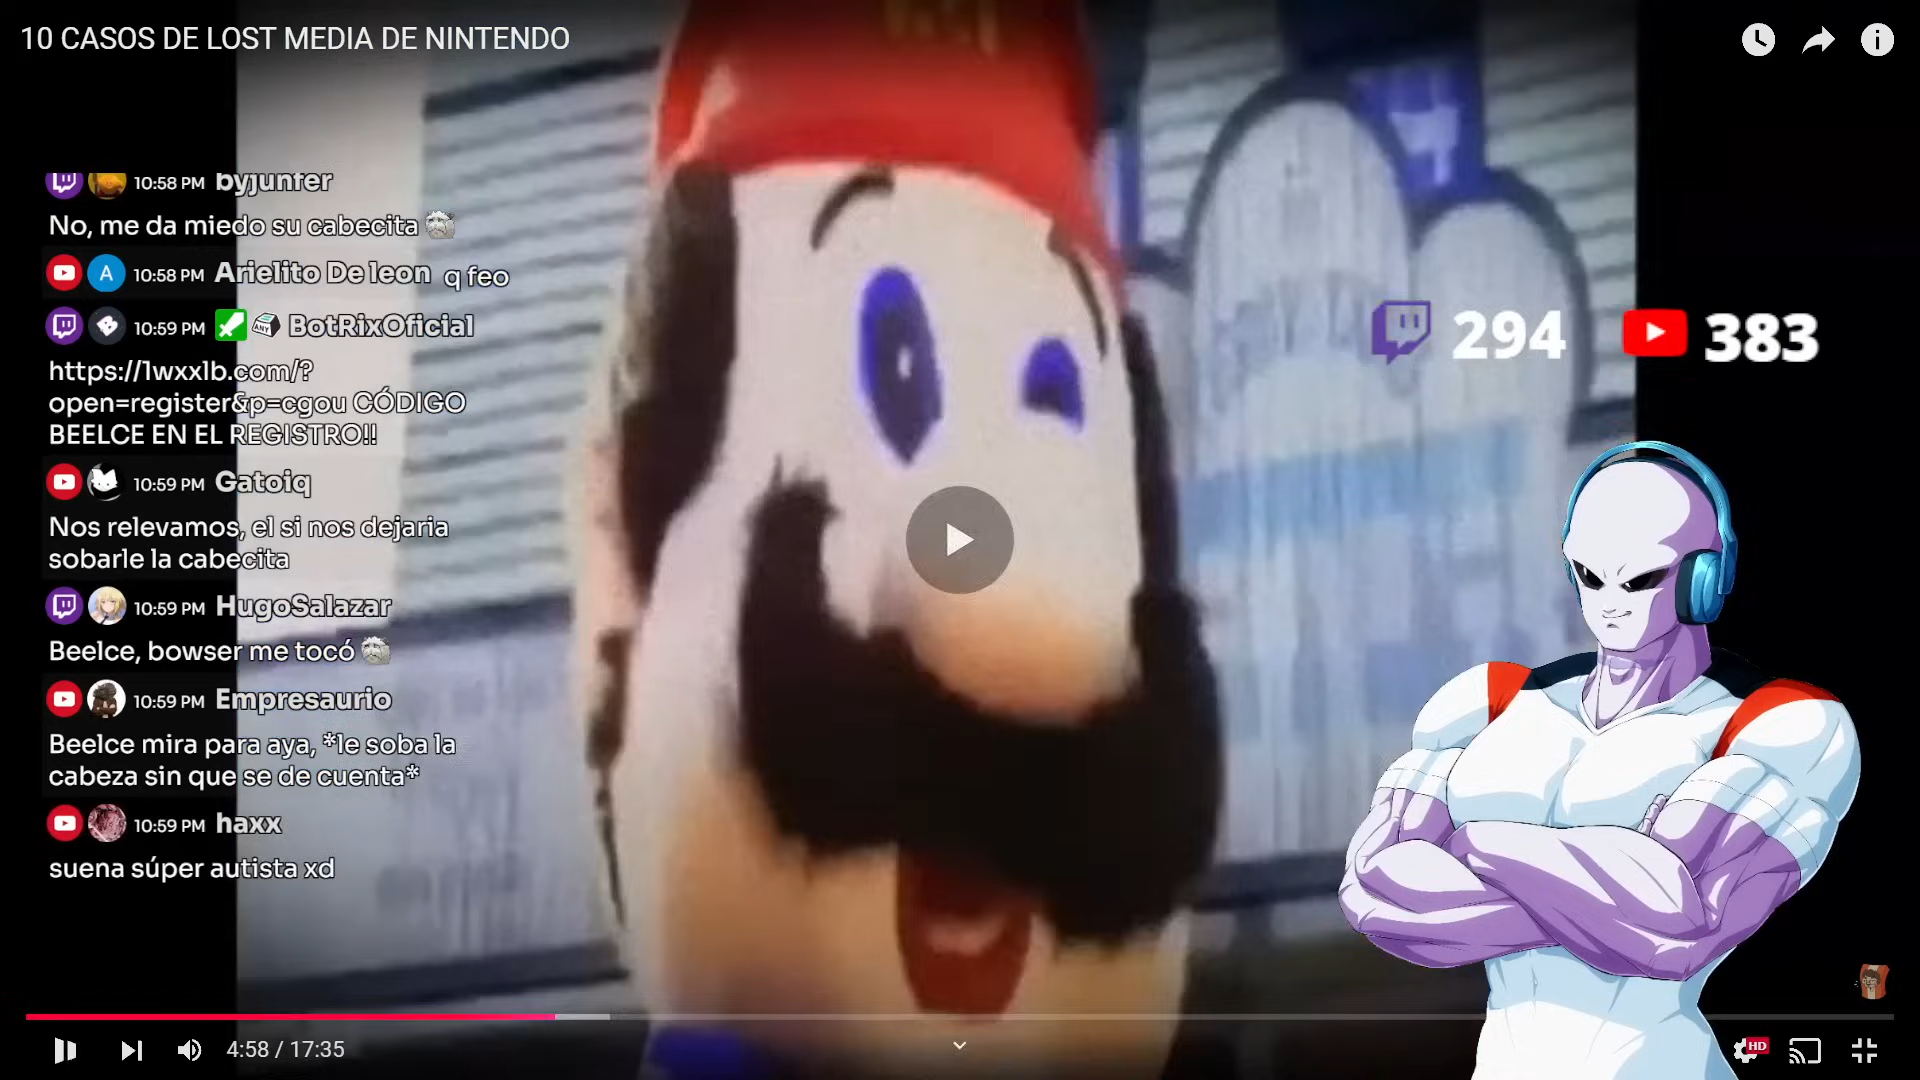 10 CASOS DE LOST MEDIA DE NINTENDO
10:58 PM byjunfer
No, me da miedo su cabecita
A 10:58 PM Arielito De leon q feo
10:59 PM ANY BotRixOficial
https://1wxxlb.com/?
open=register&p=cgou CÓDIGO
BEELCE EN EL REGISTRO!!
10:59 PM Gatoiq
Nos relevamos, el si nos dejaria
sobarle la cabecita
10:59 PM HugoSalazar
Beelce, bowser me tocó
10:59 PM Empresaurio
Beelce mira para aya, *le soba la
cabeza sin que se de cuenta*
10:59 PM haxx
suena súper autista xd
294 383
4:58 / 17:35
HD